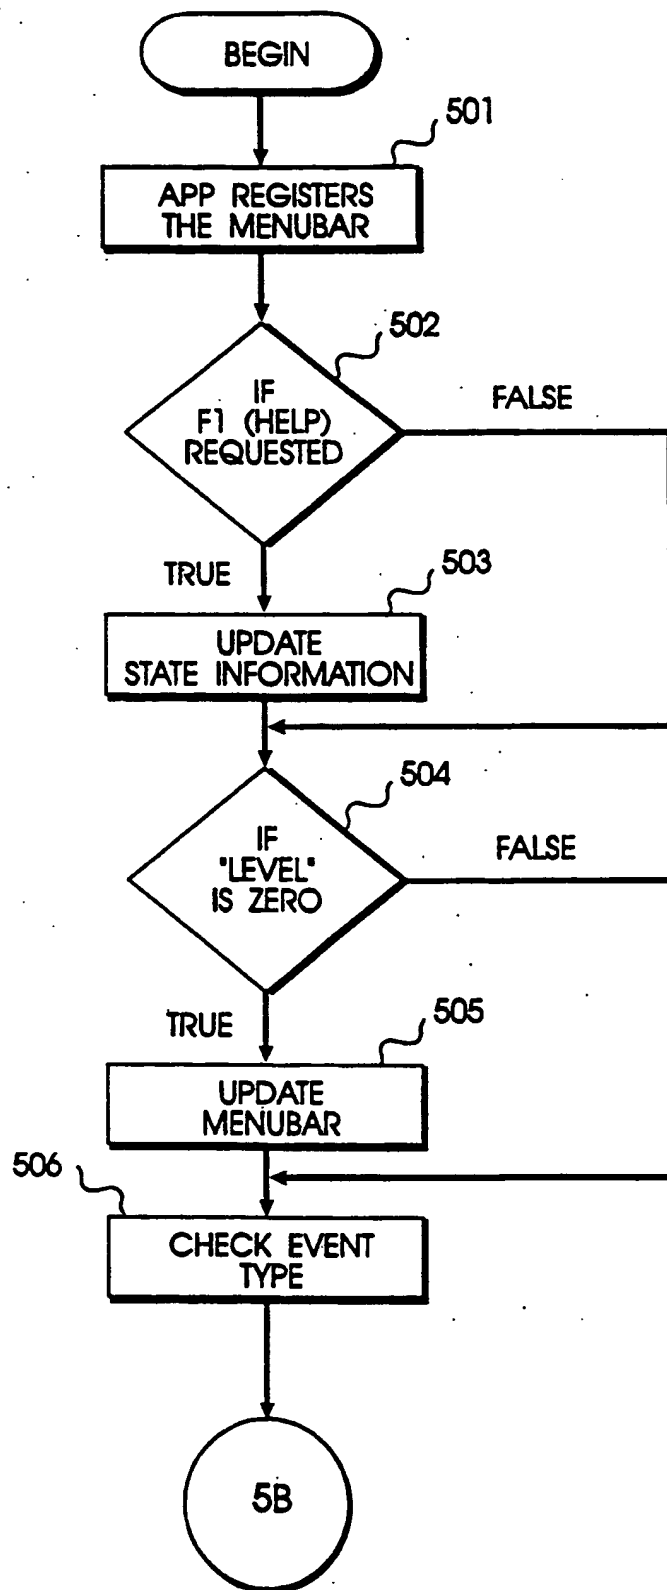 BEGIN
501
APP REGISTERS
THE MENUBAR
502
IF
F1 (HELP)
REQUESTED
FALSE
TRUE
503
UPDATE
STATE INFORMATION
504
IF
"LEVEL"
IS ZERO
FALSE
TRUE
505
UPDATE
MENUBAR
506
CHECK EVENT
TYPE
5B